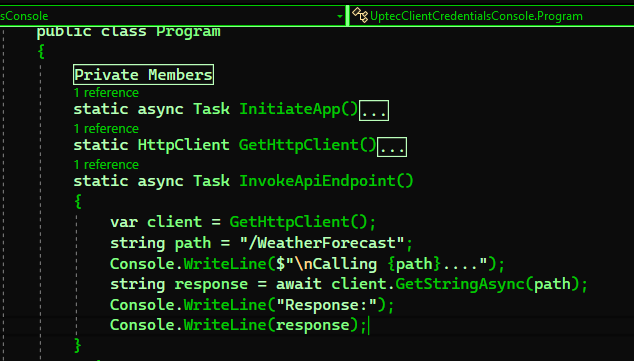 sConsole
UptecClientCredentialsConsole.Program
public class Program
{
Private Members
1 reference
static async Task InitiateApp()...
1 reference
static HttpClient GetHttpClient()...
1 reference
static async Task InvokeApiEndpoint()
{
var client = GetHttpClient();
string path = "/WeatherForecast";
Console.WriteLine($"\nCalling {path}....");
string response = await client.GetStringAsync(path);
Console.WriteLine("Response:");
Console.WriteLine(response);
}